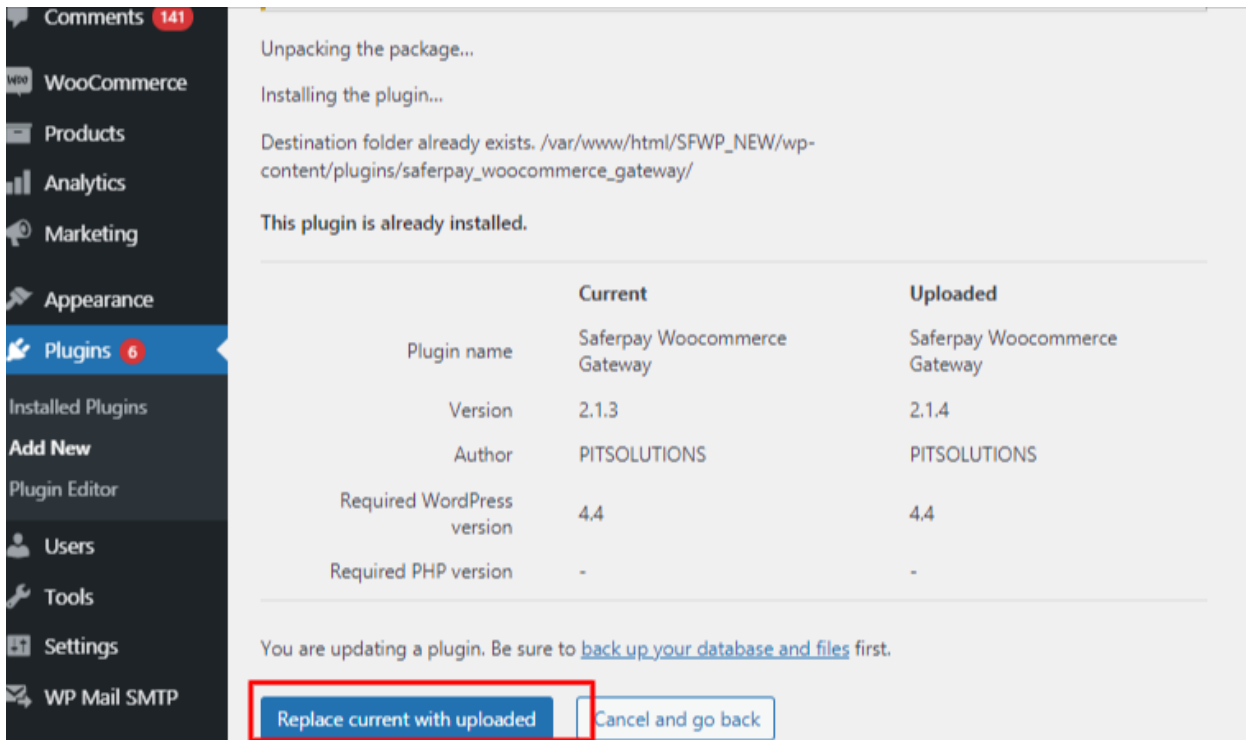 Comments 141
WooCommerce
Products
Analytics
Marketing
Appearance
Plugins 6
Installed Plugins
Add New
Plugin Editor
Users
Tools
Settings
WP Mail SMTP
Unpacking the package...
Installing the plugin...
Destination folder already exists. /var/www/html/SFWP_NEW/wp-
content/plugins/saferpay_woocommerce_gateway/
This plugin is already installed.
Current Uploaded
Plugin name Saferpay Woocommerce Gateway Saferpay Woocommerce Gateway
Version 2.1.3 2.1.4
Author PITSOLUTIONS PITSOLUTIONS
Required WordPress version 4.4 4.4
Required PHP version - -
You are updating a plugin. Be sure to back up your database and files first.
Replace current with uploaded Cancel and go back